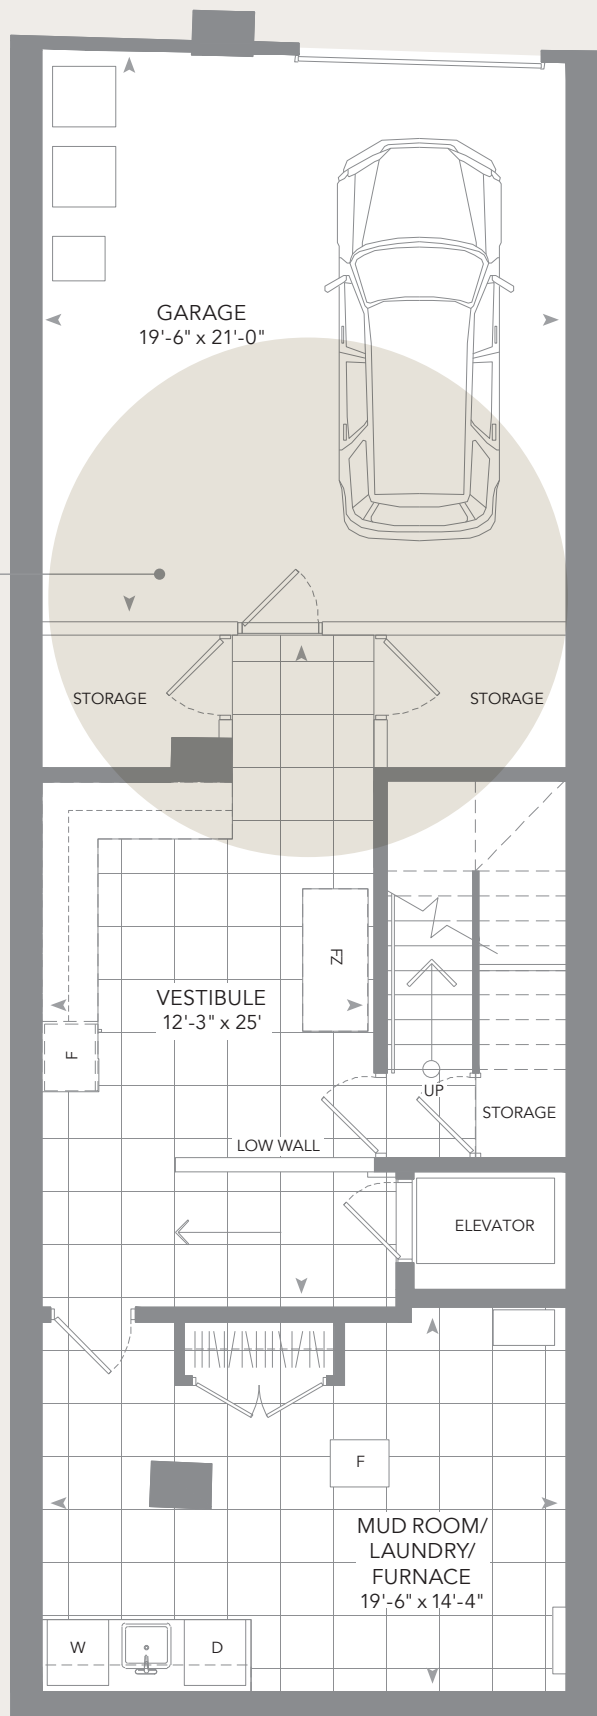 GARAGE
19'-6" x 21'-0"
STORAGE
STORAGE
FZ
VESTIBULE
12'-3" x 25'
F
UP
STORAGE
LOW WALL
ELEVATOR
F
MUD ROOM/
LAUNDRY/
FURNACE
19'-6" x 14'-4"
W
D